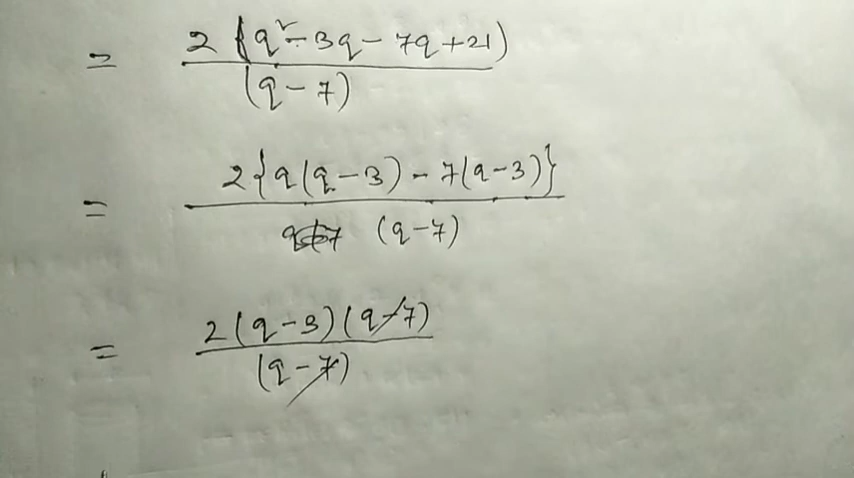 = 2 {q² - 3q - 7q + 21) / (q - 7)
= 2{q(q - 3) - 7(q - 3)} / (q - 7)
= 2(q - 3)(q - 7) / (q - 7)